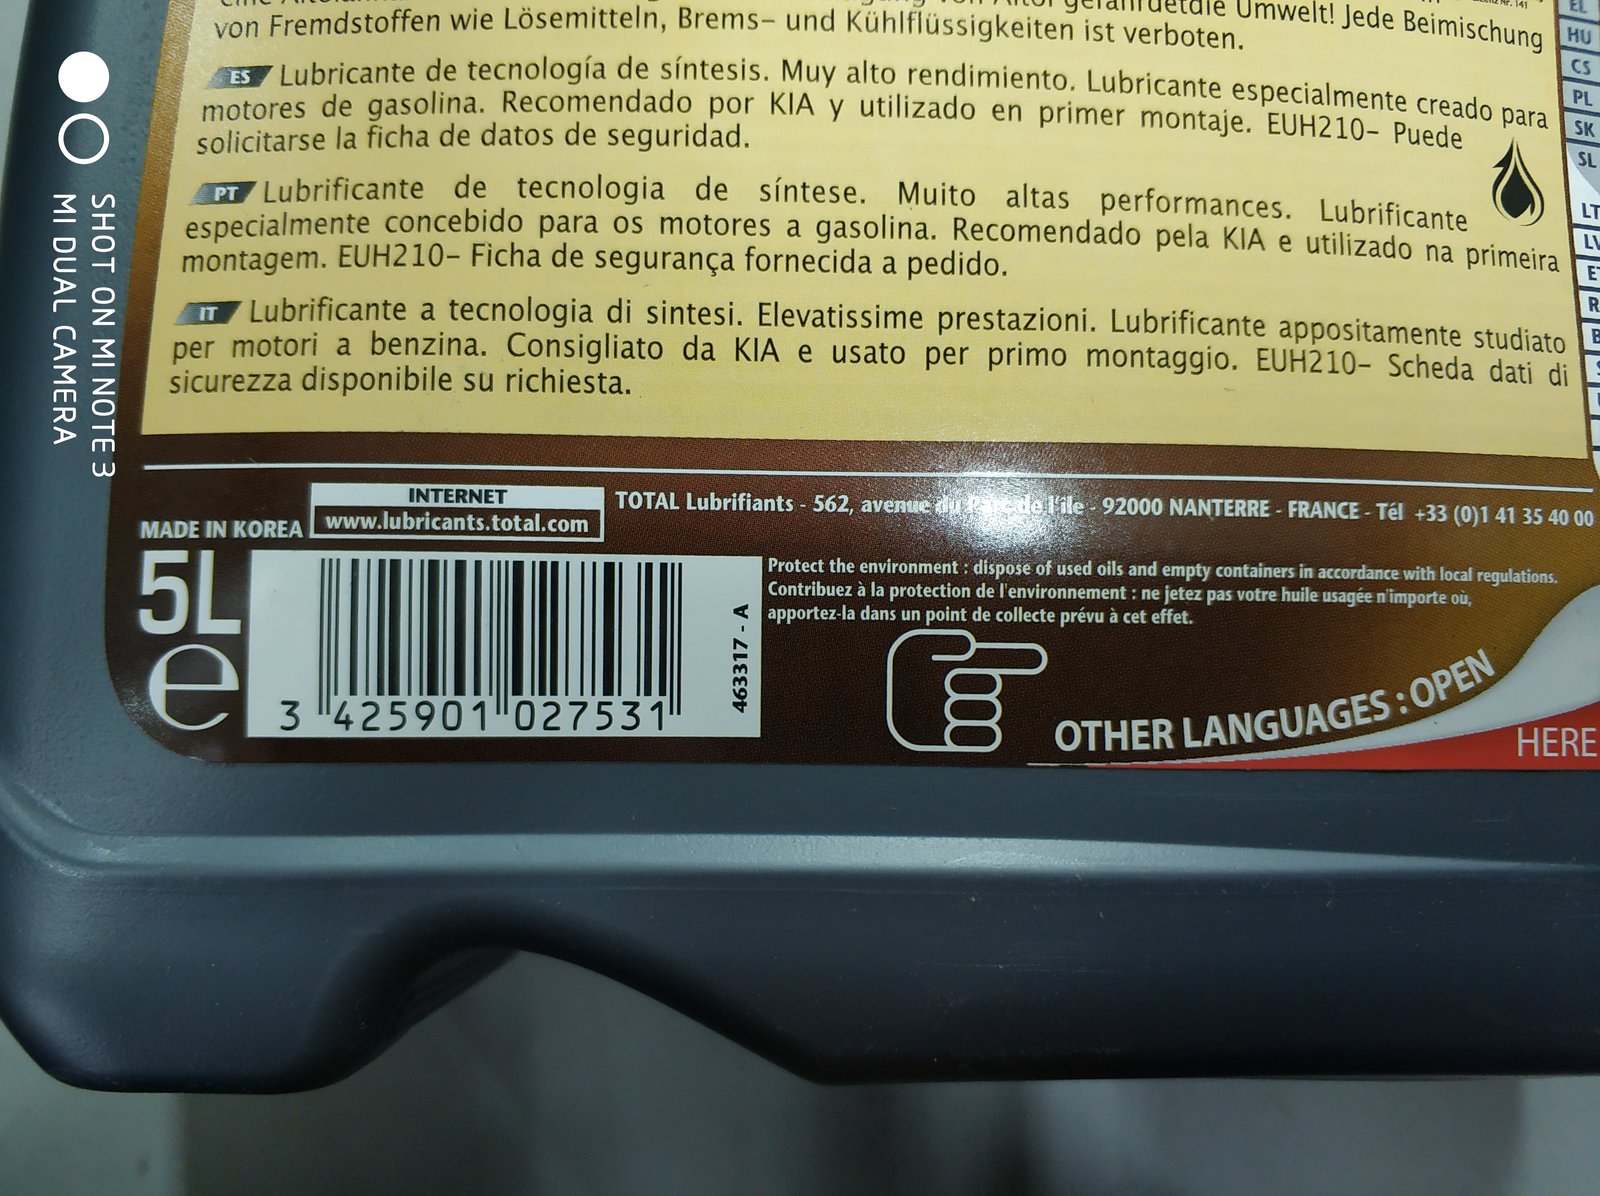 gefährdetdie Umwelt! Jede Beimischung
von Fremdstoffen wie Lösemitteln, Brems- und Kühlflüssigkeiten ist verboten.
ES Lubricante de tecnología de síntesis. Muy alto rendimiento. Lubricante especialmente creado para
motores de gasolina. Recomendado por KIA y utilizado en primer montaje. EUH210- Puede
solicitarse la ficha de datos de seguridad.
PT Lubrificante de tecnologia de síntese. Muito altas performances. Lubrificante
especialmente concebido para os motores a gasolina. Recomendado pela KIA e utilizado na primeira
montagem. EUH210- Ficha de segurança fornecida a pedido.
IT Lubrificante a tecnologia di sintesi. Elevatissime prestazioni. Lubrificante appositamente studiato
per motori a benzina. Consigliato da KIA e usato per primo montaggio. EUH210- Scheda dati di
sicurezza disponibile su richiesta.
EL
HU
CS
PL
SK
SL
LT
LV
MADE IN KOREA
INTERNET
www.lubricants.total.com
TOTAL Lubrifiants - 562, avenue du Parc de l'île - 92000 NANTERRE - FRANCE - Tél +33 (0)1 41 35 40 00
5L
e
3 425901 027531
463317 - A
Protect the environment : dispose of used oils and empty containers in accordance with local regulations.
Contribuez à la protection de l'environnement : ne jetez pas votre huile usagée n'importe où,
apportez-la dans un point de collecte prévu à cet effet.
OTHER LANGUAGES : OPEN
HERE
SHOT ON MI NOTE 3
MI DUAL CAMERA